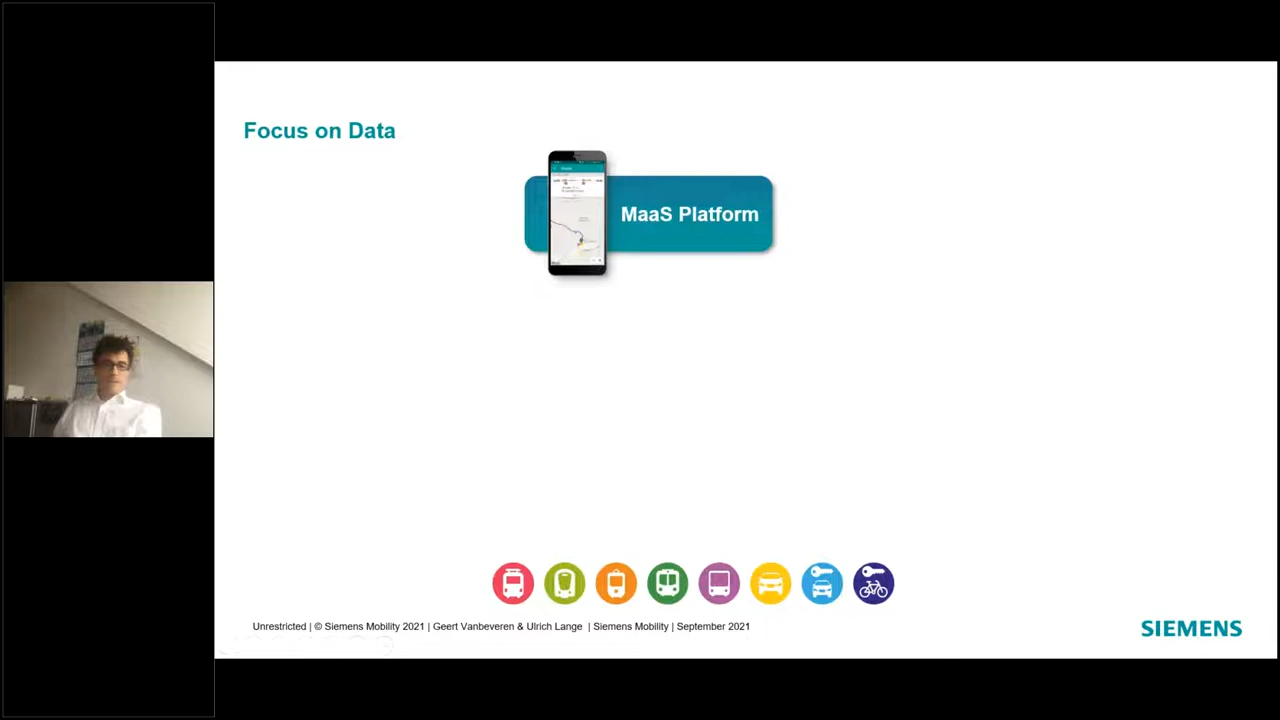 Focus on Data
MaaS Platform
Unrestricted | © Siemens Mobility 2021 | Geert Vanbeveren & Ulrich Lange | Siemens Mobility | September 2021
SIEMENS